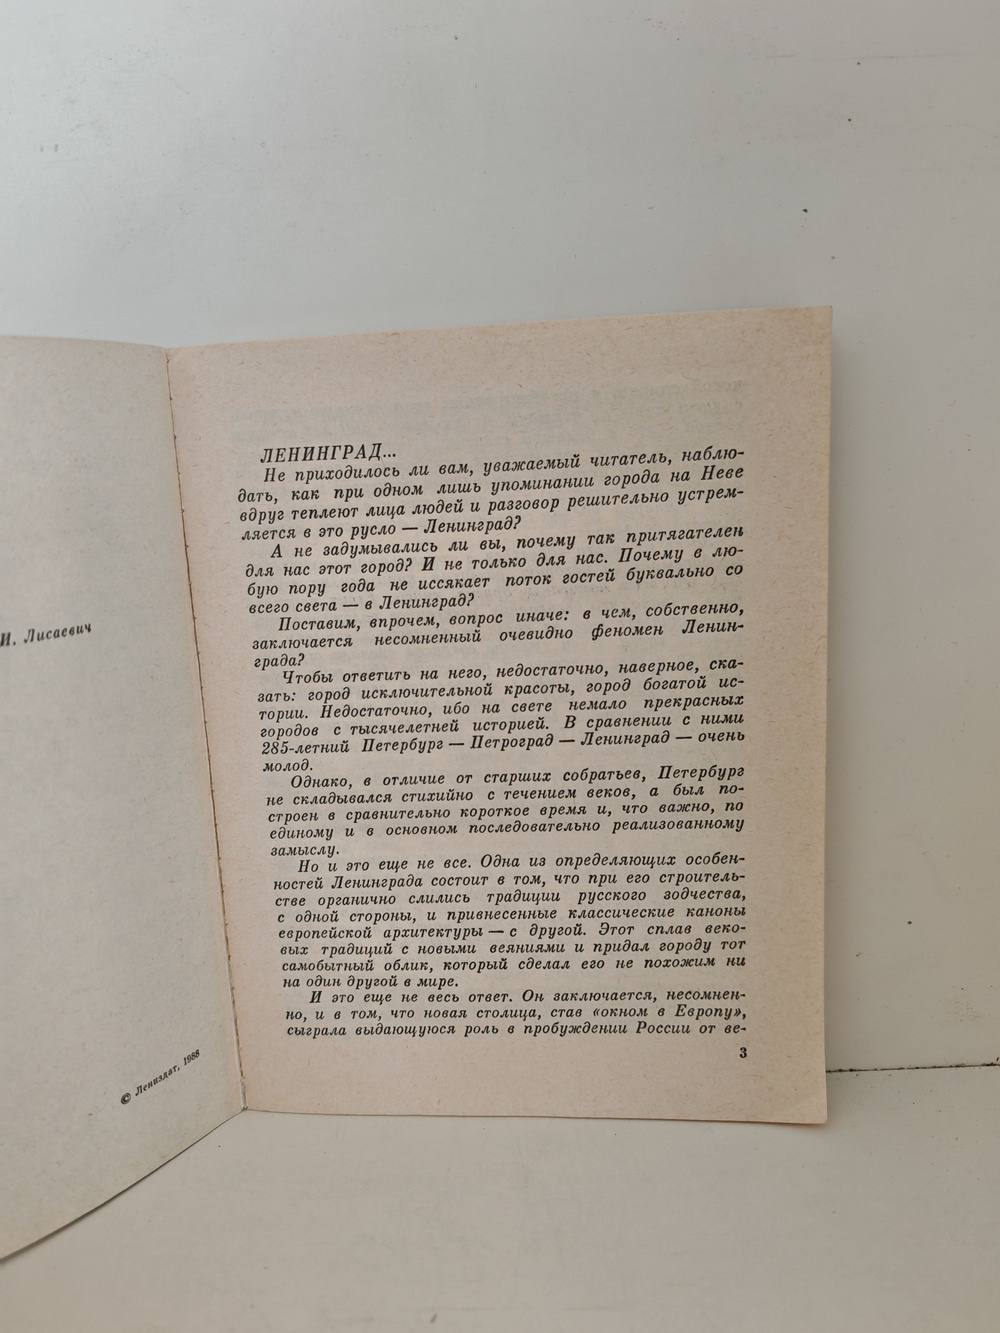 И. Лисаевич
© Лениздат, 1988
ЛЕНИНГРАД...
Не приходилось ли вам, уважаемый читатель, наблю-
дать, как при одном лишь упоминании города на Неве
вдруг теплеют лица людей и разговор решительно устрем-
ляется в это русло — Ленинград?
А не задумывались ли вы, почему так притягателен
для нас этот город? И не только для нас. Почему в лю-
бую пору года не иссякает поток гостей буквально со
всего света — в Ленинград?
Поставим, впрочем, вопрос иначе: в чем, собственно,
заключается несомненный очевидно феномен Ленин-
града?
Чтобы ответить на него, недостаточно, наверное, ска-
зать: город исключительной красоты, город богатой ис-
тории. Недостаточно, ибо на свете немало прекрасных
городов с тысячелетней историей. В сравнении с ними
285-летний Петербург — Петроград — Ленинград — очень
молод.
Однако, в отличие от старших собратьев, Петербург
не складывался стихийно с течением веков, а был по-
строен в сравнительно короткое время и, что важно, по
единому и в основном последовательно реализованному
замыслу.
Но и это еще не все. Одна из определяющих особен-
ностей Ленинграда состоит в том, что при его строитель-
стве органично слились традиции русского зодчества,
с одной стороны, и привнесенные классические каноны
европейской архитектуры — с другой. Этот сплав веко-
вых традиций с новыми веяниями и придал городу тот
самобытный облик, который сделал его не похожим ни
на один другой в мире.
И это еще не весь ответ. Он заключается, несомнен-
но, и в том, что новая столица, став «окном в Европу»,
сыграла выдающуюся роль в пробуждении России от ве-
3